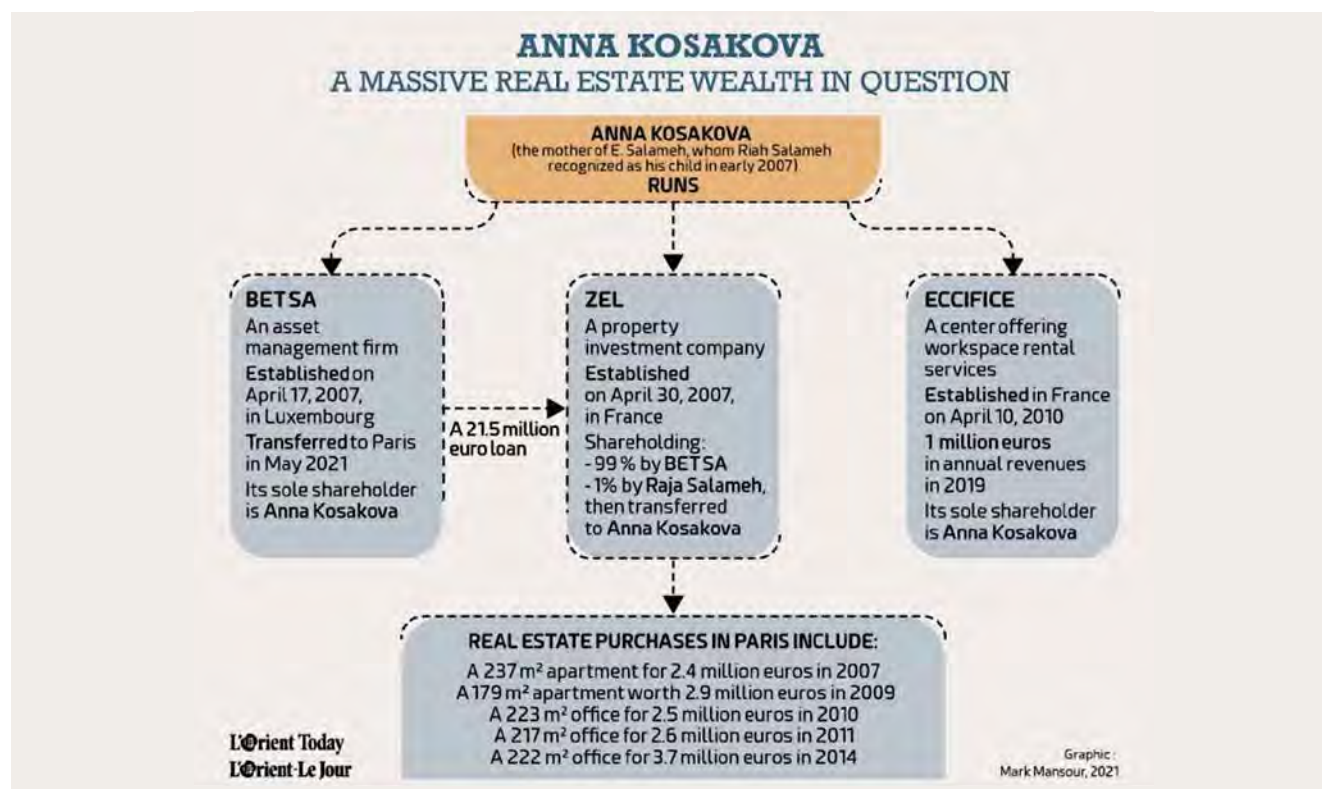 ANNA KOSAKOVA
A MASSIVE REAL ESTATE WEALTH IN QUESTION
ANNA KOSAKOVA
(the mother of E. Salameh, whom Riah Salameh
recognized as his child in early 2007)
RUNS
BETSA
An asset
management firm
Established on
April 17, 2007,
in Luxembourg
Transferred to Paris
in May 2021
Its sole shareholder
is Anna Kosakova
A 21.5 million
euro loan
ZEL
A property
investment company
Established
on April 30, 2007,
in France
Shareholding:
- 99 % by BETSA
- 1% by Raja Salameh,
then transferred
to Anna Kosakova
ECCIFICE
A center offering
workspace rental
services
Established in France
on April 10, 2010
1 million euros
in annual revenues
in 2019
Its sole shareholder
is Anna Kosakova
REAL ESTATE PURCHASES IN PARIS INCLUDE:
A 237 m² apartment for 2.4 million euros in 2007
A 179 m² apartment worth 2.9 million euros in 2009
A 223 m² office for 2.5 million euros in 2010
A 217 m² office for 2.6 million euros in 2011
A 222 m² office for 3.7 million euros in 2014
L'Orient Today
L'Orient-Le Jour
Graphic :
Mark Mansour, 2021